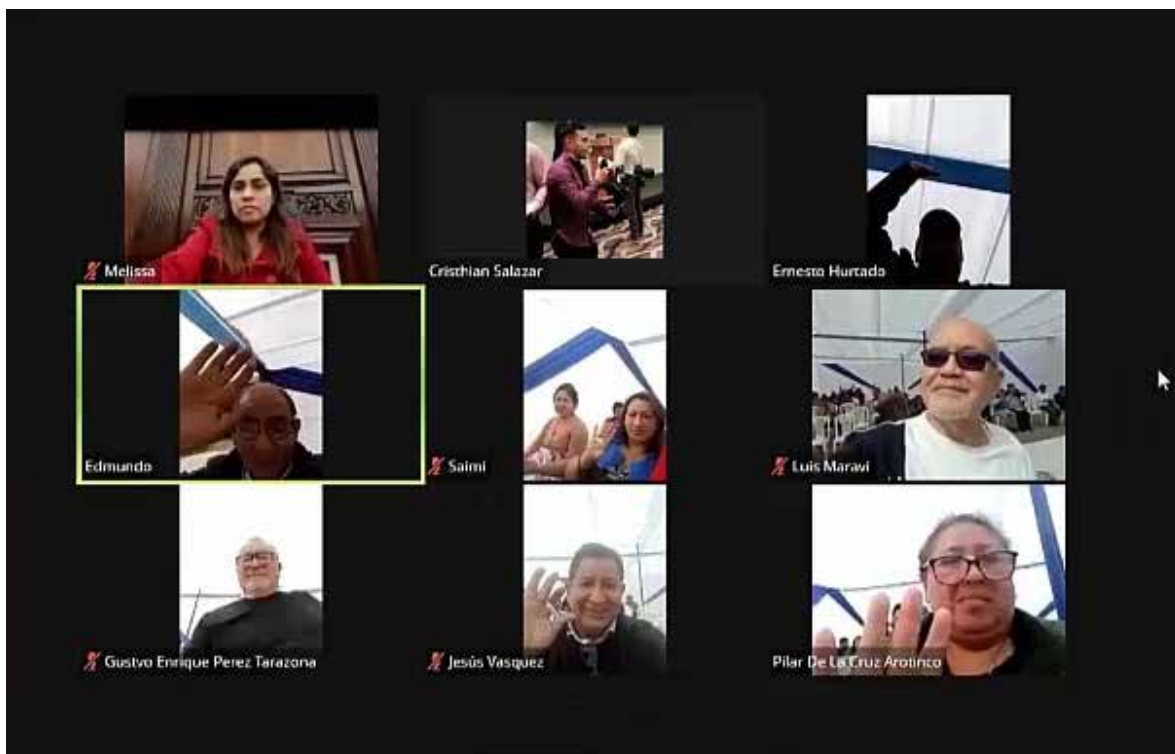 Melissa
Cristhian Salazar
Ernesto Hurtado
Edmundo
Saimi
Luis Maravi
Gustvo Enrique Perez Tarazona
Jesús Vasquez
Pilar De La Cruz Arotinco